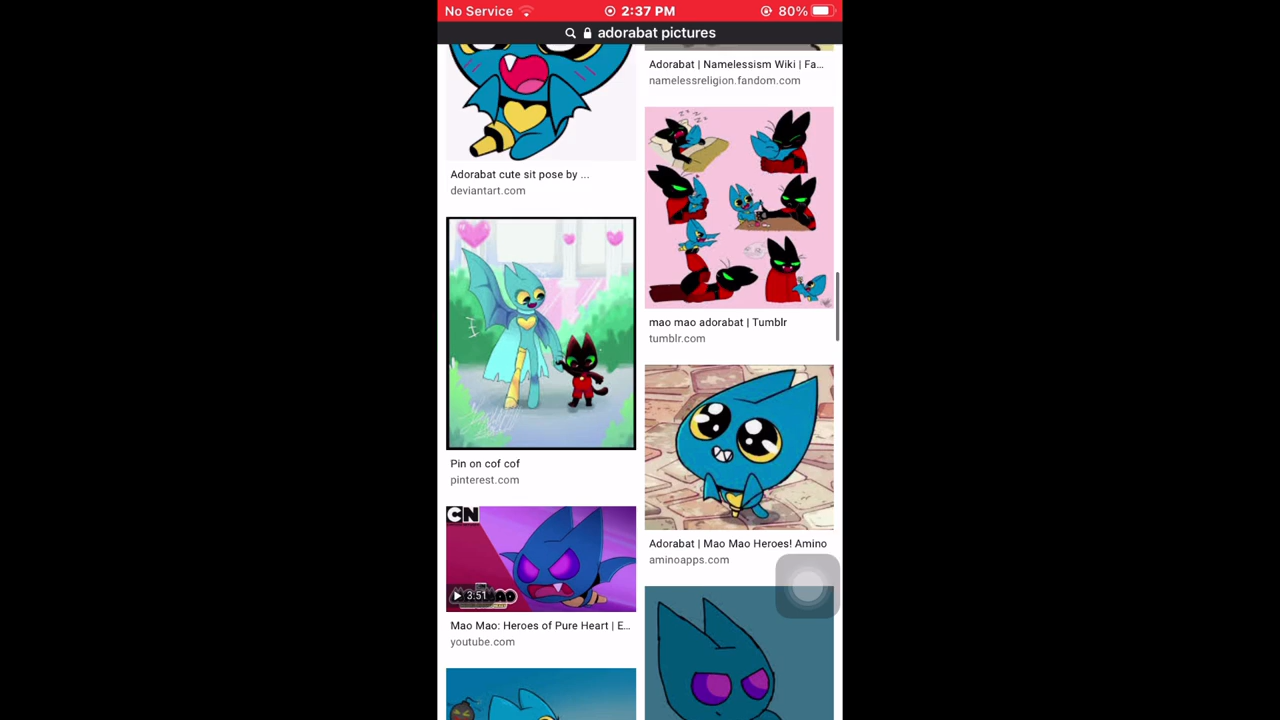 No Service 2:37 PM 80%
adorabat pictures
Adorabat | Namelessism Wiki | Fa...
namelessreligion.fandom.com
Adorabat cute sit pose by ...
deviantart.com
mao mao adorabat | Tumblr
tumblr.com
Pin on cof cof
pinterest.com
Adorabat | Mao Mao Heroes! Amino
aminoapps.com
CN
3:51
Mao Mao: Heroes of Pure Heart | E...
youtube.com